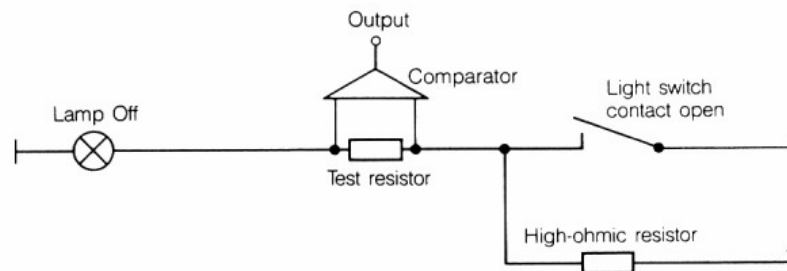 Output
Comparator
Light switch
contact open
Lamp Off
Test resistor
High-ohmic resistor